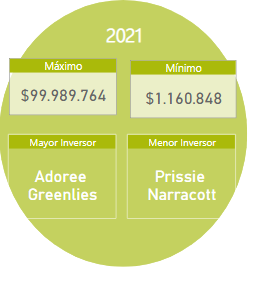 2021
Máximo
Mínimo
$99.989.764
$1.160.848
Mayor Inversor
Menor Inversor
Adoree
Greenlies
Prissie
Narracott